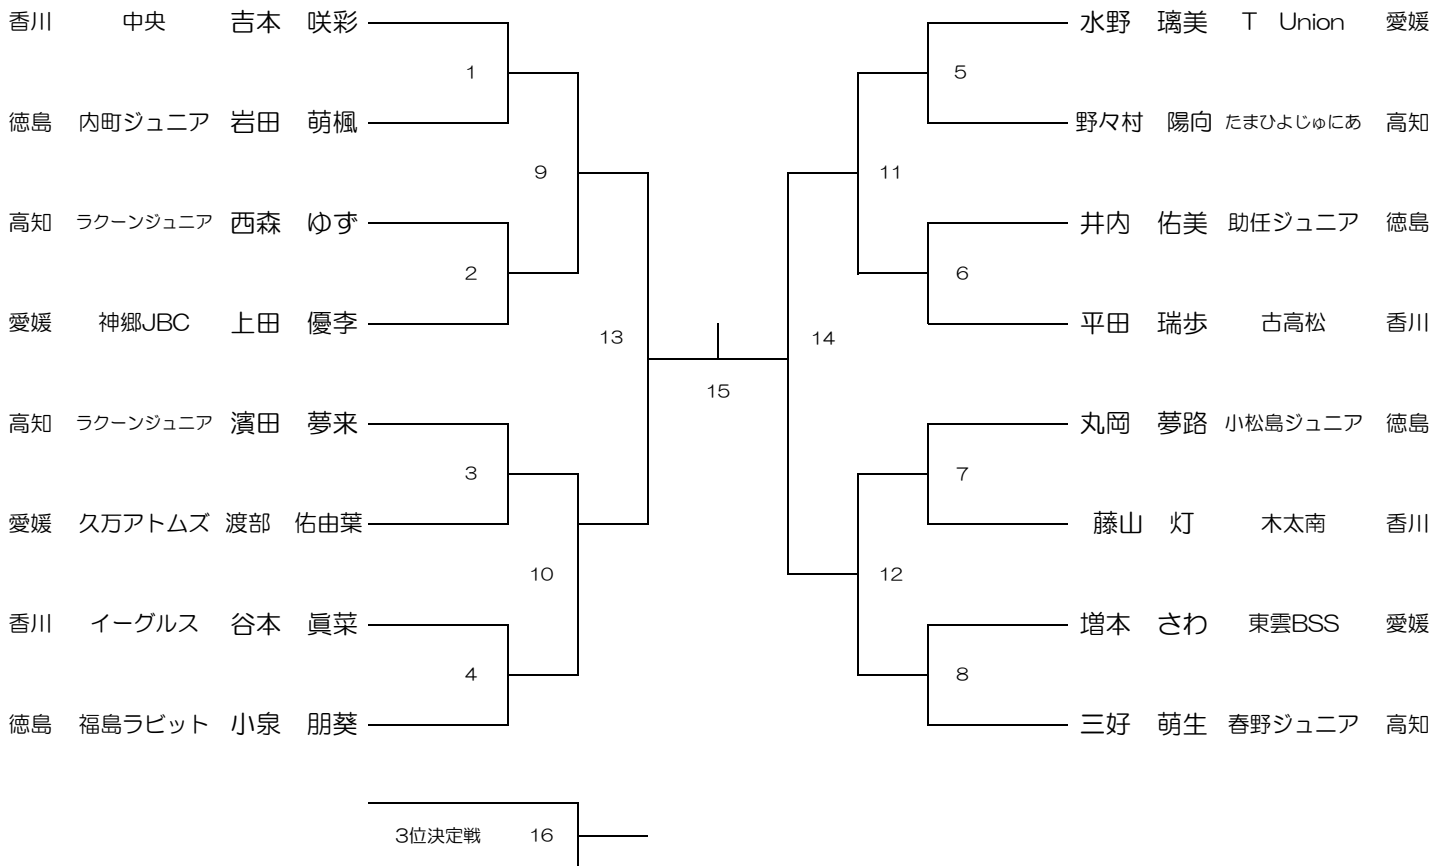 香川 中央 吉本 咲彩 水野 璃美 T Union 愛媛
1 5
徳島 内町ジュニア 岩田 萌楓 野々村 陽向 たまひよじゅにあ 高知
9 11
高知 ラクーンジュニア 西森 ゆず 井内 佑美 助任ジュニア 徳島
2 6
愛媛 神郷JBC 上田 優李 平田 瑞歩 古高松 香川
13 14
15
高知 ラクーンジュニア 濱田 夢来 丸岡 夢路 小松島ジュニア 徳島
3 7
愛媛 久万アトムズ 渡部 佑由葉 藤山 灯 木太南 香川
10 12
香川 イーグルス 谷本 眞菜 増本 さわ 東雲BSS 愛媛
4 8
徳島 福島ラビット 小泉 朋葵 三好 萌生 春野ジュニア 高知
3位決定戦 16